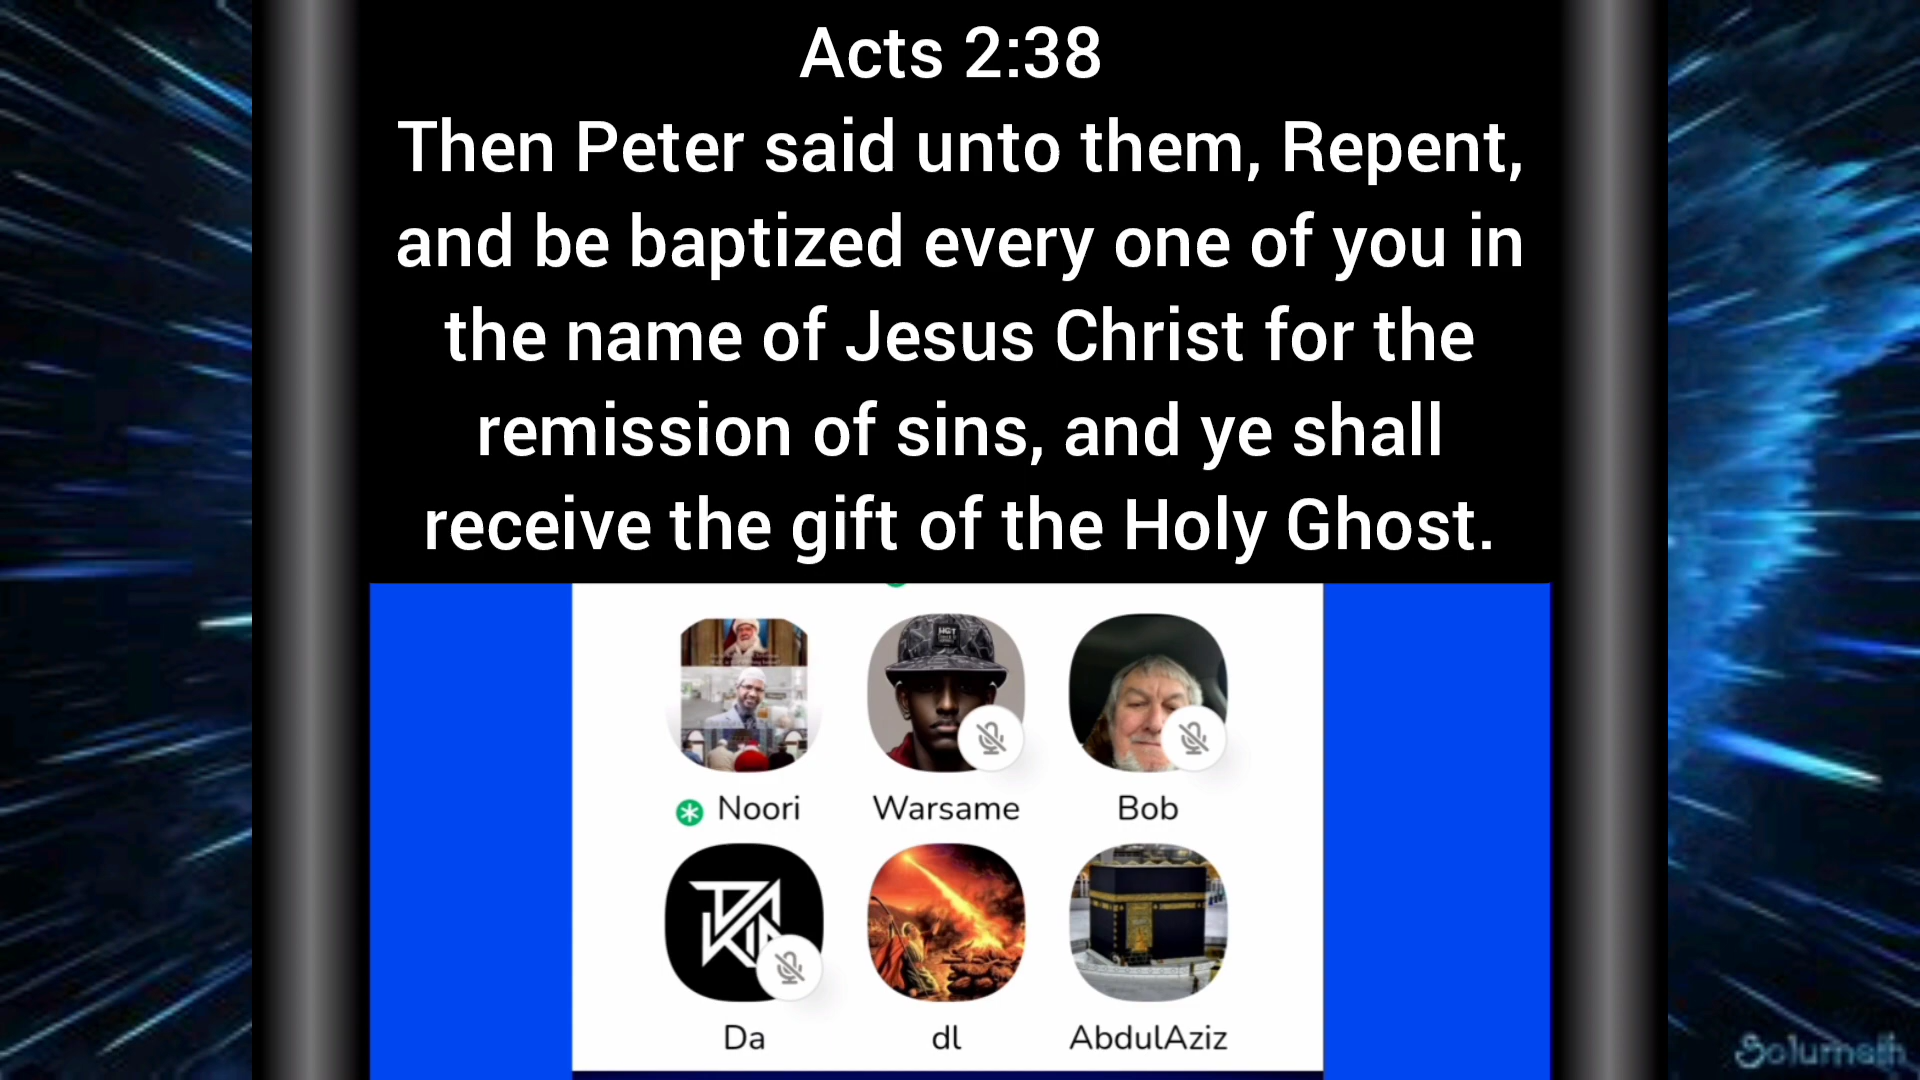 Acts 2:38
Then Peter said unto them, Repent,
and be baptized every one of you in
the name of Jesus Christ for the
remission of sins, and ye shall
receive the gift of the Holy Ghost.
Noori Warsame Bob
Da dl AbdulAziz